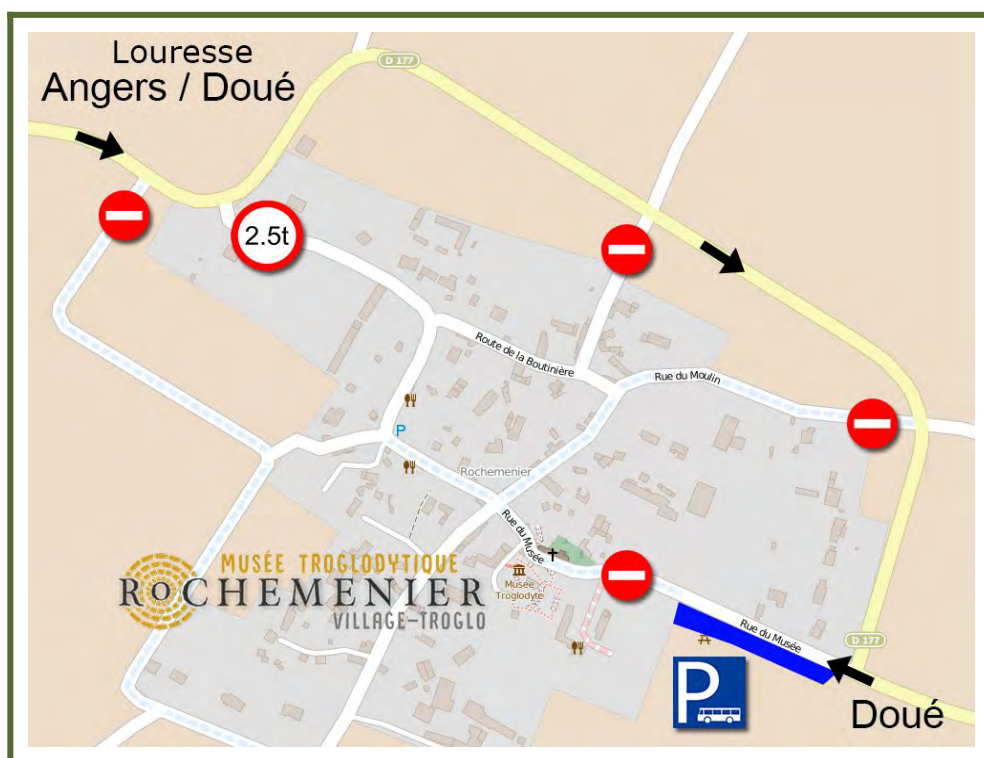 Louresse
Angers / Doué
D 177
2.5t
Route de la Boutinière
Rue du Moulin
P
Rochemenier
Rue du Musée
MUSÉE TROGLODYTIQUE
ROCHEMENIER
VILLAGE-TROGLO
Musée
Troglodyte
Rue du Musée
D 177
P
Doué